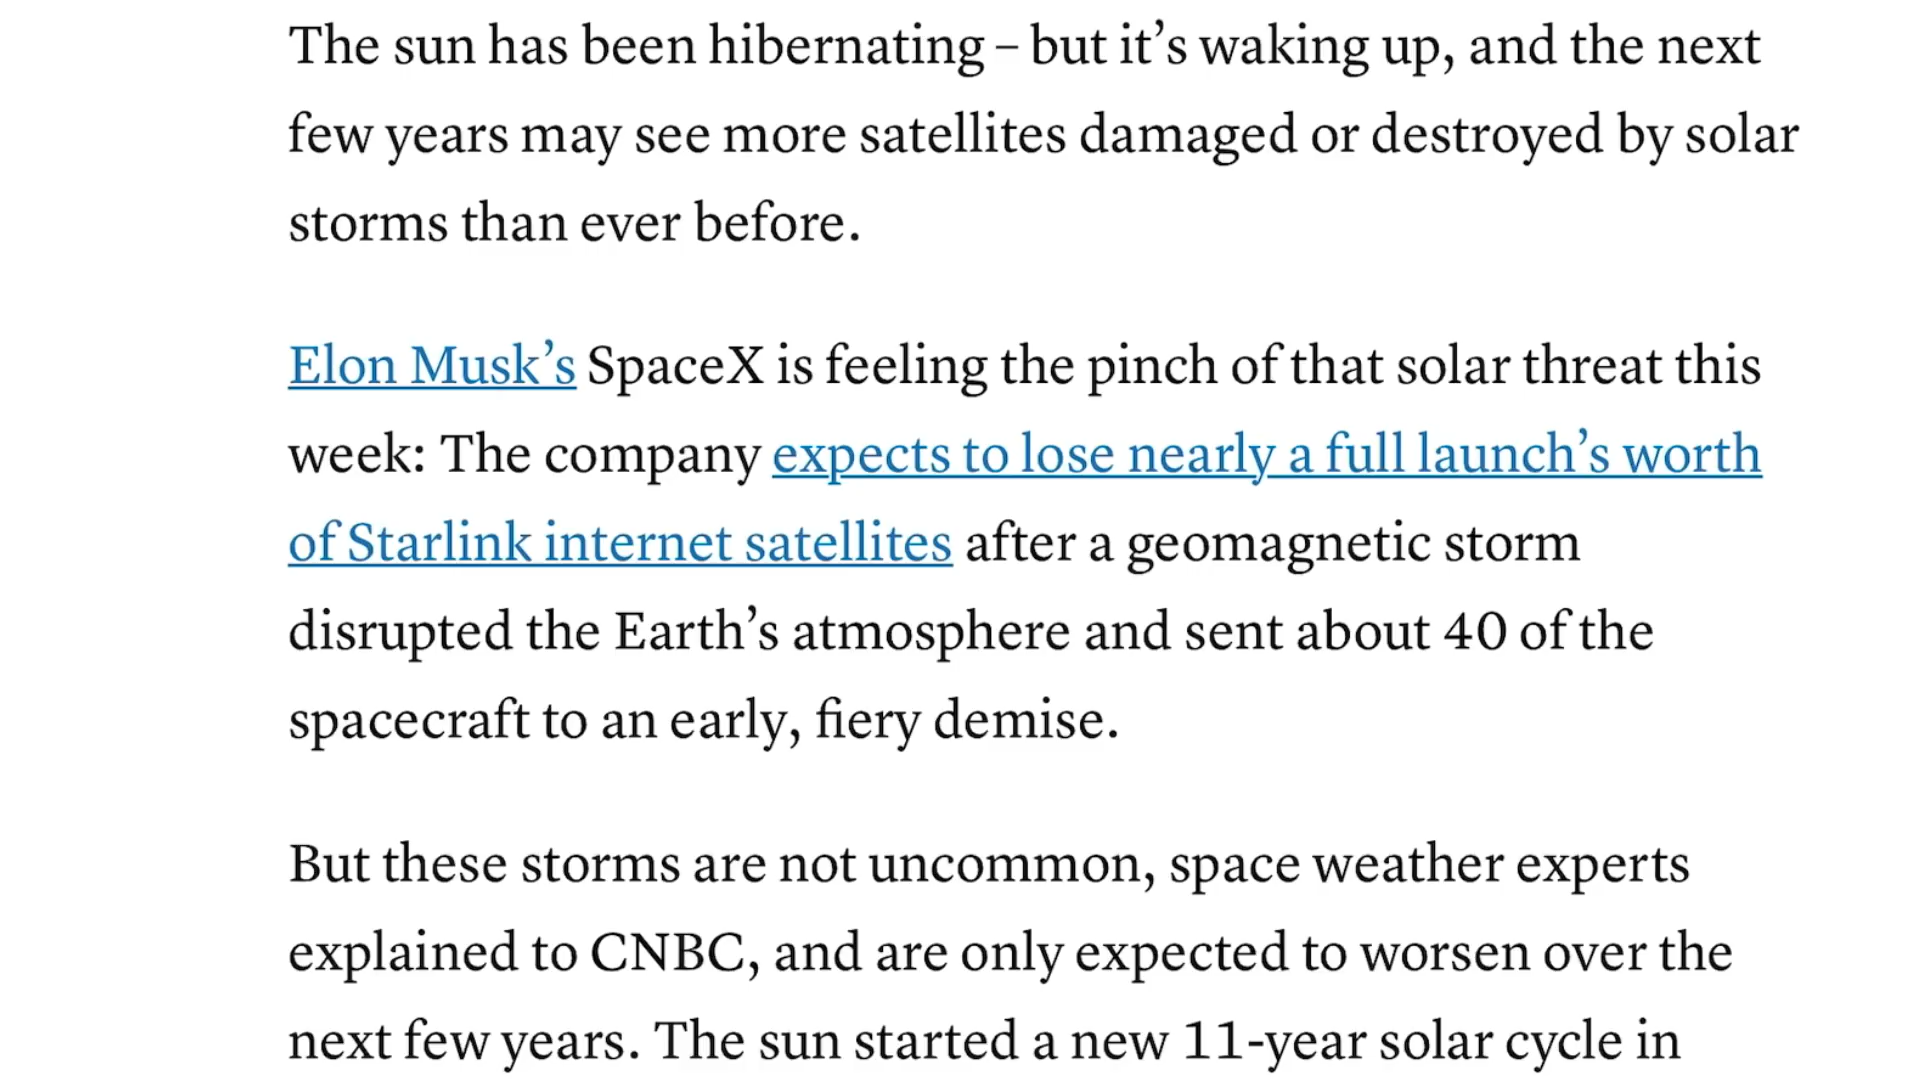 The sun has been hibernating – but it’s waking up, and the next
few years may see more satellites damaged or destroyed by solar
storms than ever before.
Elon Musk’s SpaceX is feeling the pinch of that solar threat this
week: The company expects to lose nearly a full launch’s worth
of Starlink internet satellites after a geomagnetic storm
disrupted the Earth’s atmosphere and sent about 40 of the
spacecraft to an early, fiery demise.
But these storms are not uncommon, space weather experts
explained to CNBC, and are only expected to worsen over the
next few years. The sun started a new 11-year solar cycle in